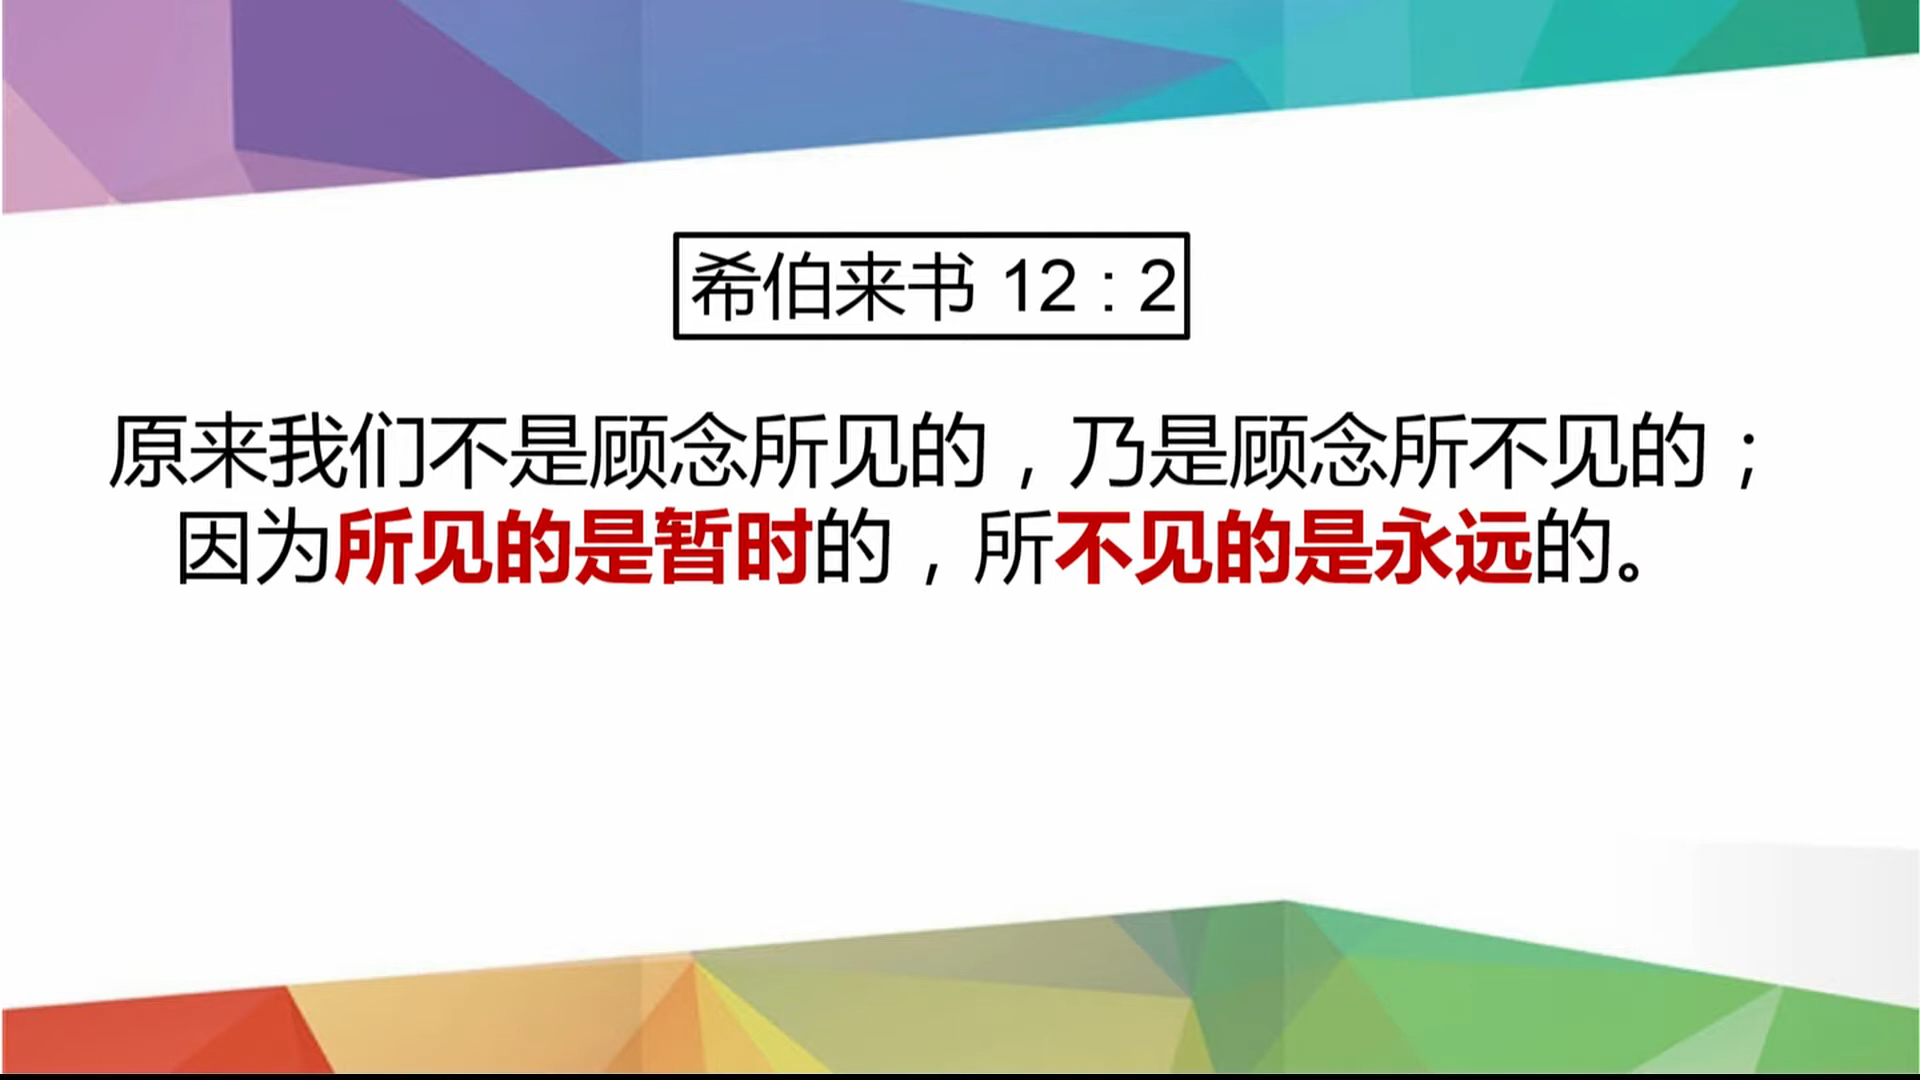 希伯来书 12：2
原来我们不是顾念所见的，乃是顾念所不见的；
因为所见的是暂时的，所不见的是永远的。